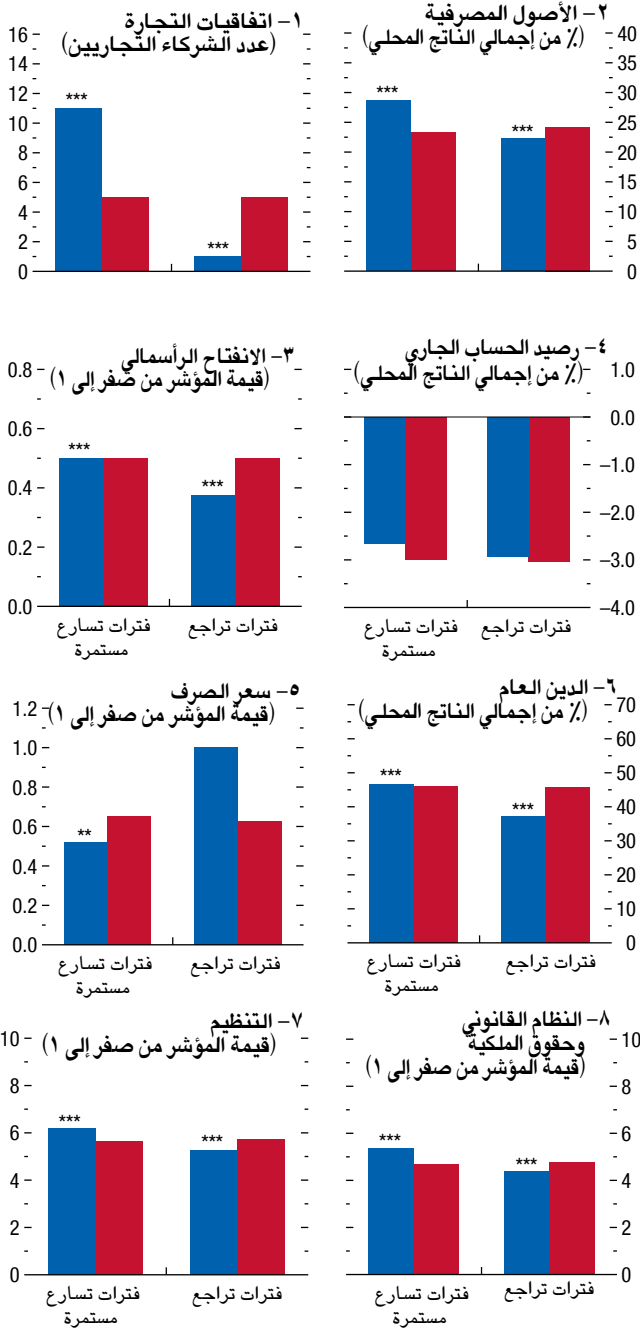 ١– اتفاقيات التجارة
(عدد الشركاء التجاريين)
16
14
12
10
8
6
4
2
0
***
***
٢– الأصول المصرفية
(٪ من إجمالي الناتج المحلي)
40
35
30
25
20
15
10
5
0
***
***
٣– الانفتاح الرأسمالي
(قيمة المؤشر من صفر إلى ١)
0.8
0.6
0.4
0.2
0.0
***
***
فترات تسارع
مستمرة
فترات تراجع
٤– رصيد الحساب الجاري
(٪ من إجمالي الناتج المحلي)
1.0
0.0
–1.0
–2.0
–3.0
–4.0
فترات تسارع
مستمرة
فترات تراجع
٥– سعر الصرف
(قيمة المؤشر من صفر إلى ١)
1.2
1.0
0.8
0.6
0.4
0.2
0.0
**
فترات تسارع
مستمرة
فترات تراجع
٦– الدين العام
(٪ من إجمالي الناتج المحلي)
70
60
50
40
30
20
10
0
***
***
فترات تسارع
مستمرة
فترات تراجع
٧– التنظيم
(قيمة المؤشر من صفر إلى ١)
10
8
6
4
2
0
***
***
فترات تسارع
مستمرة
فترات تراجع
٨– النظام القانوني
وحقوق الملكية
(قيمة المؤشر من صفر إلى ١)
10
8
6
4
2
0
***
***
فترات تسارع
مستمرة
فترات تراجع